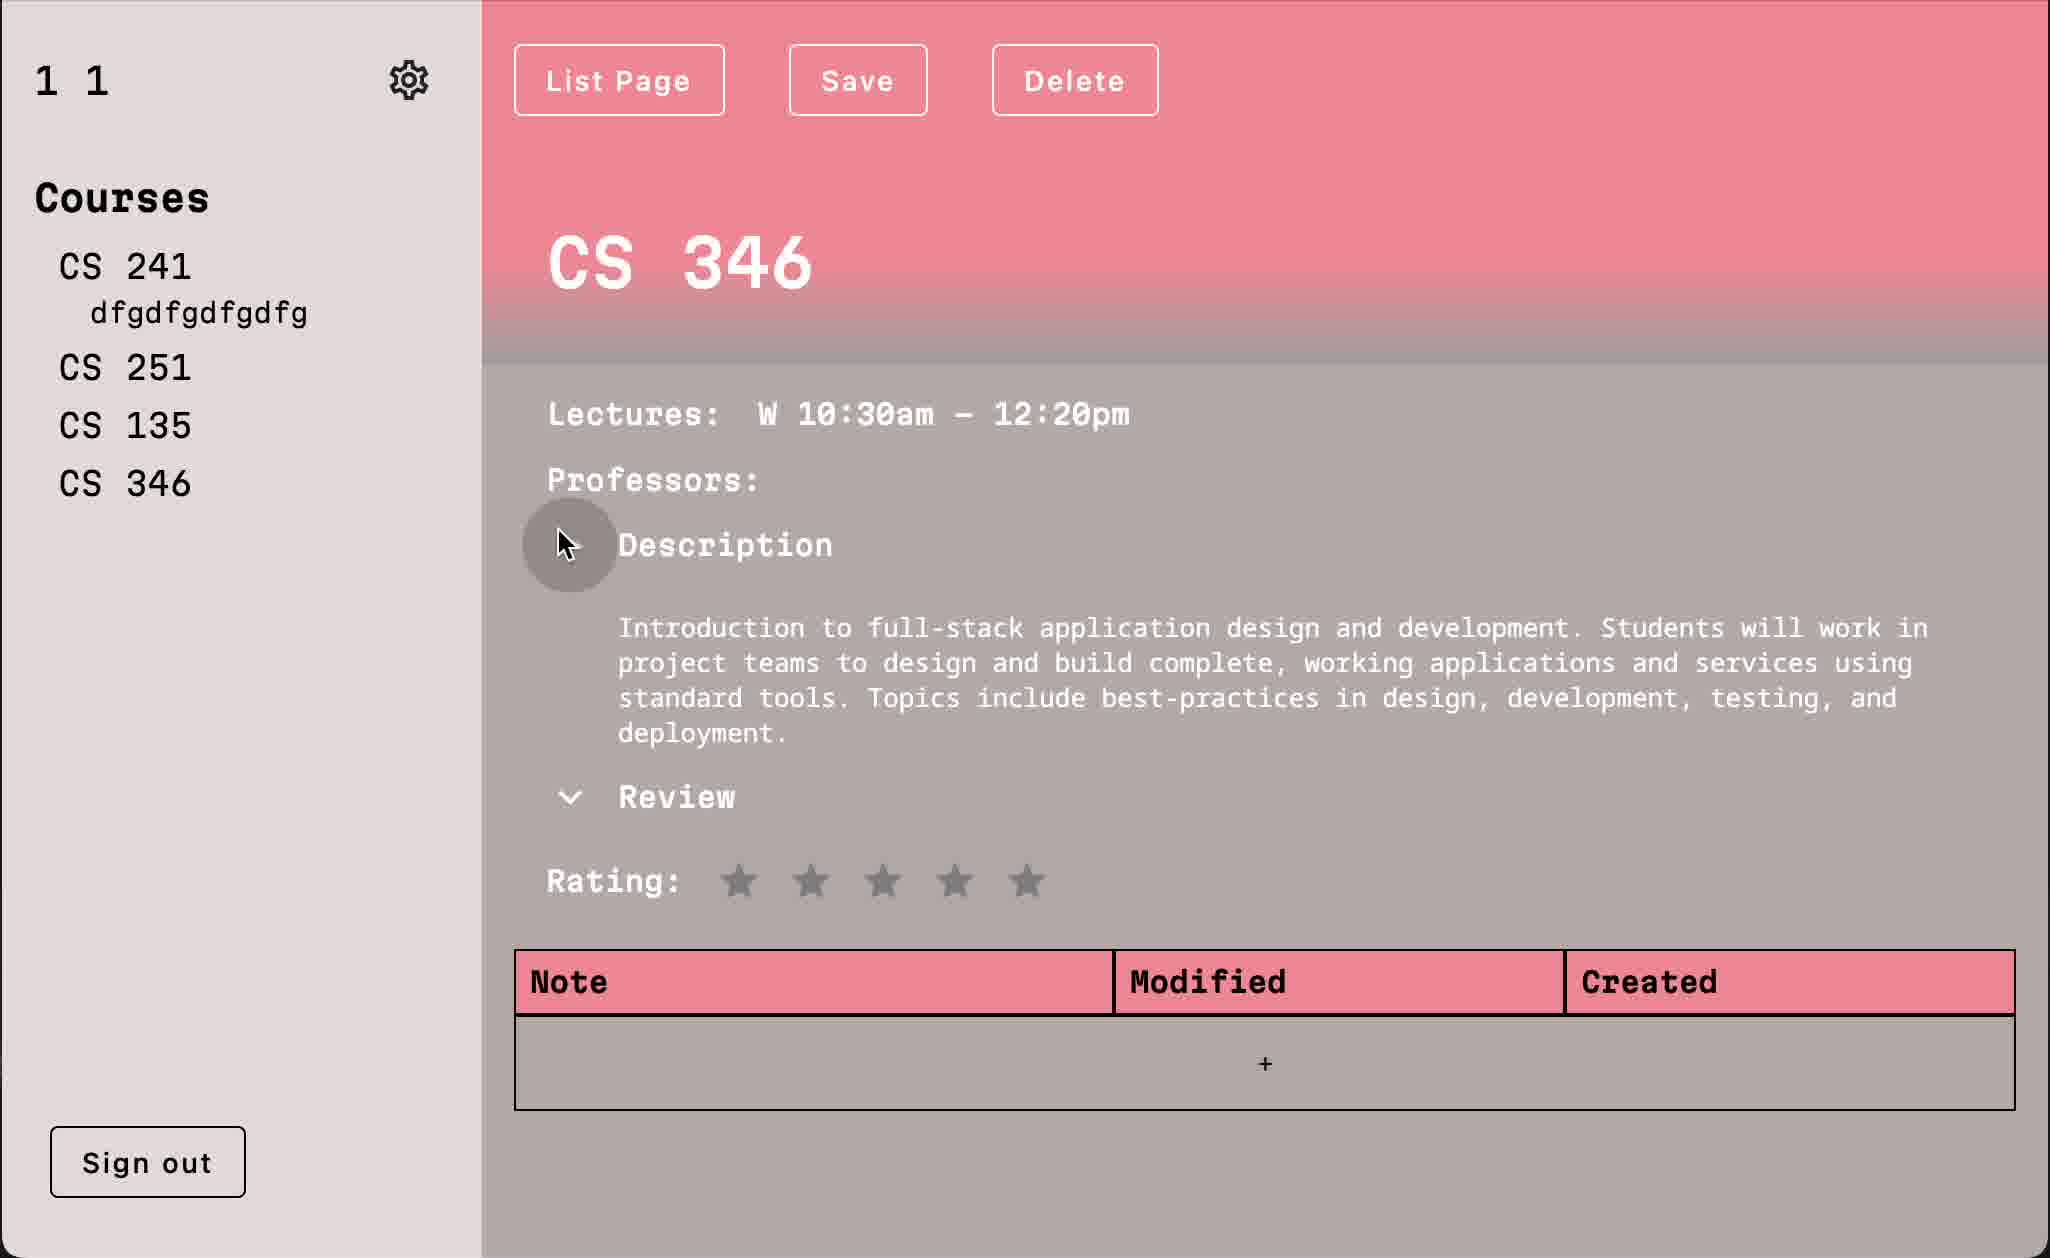 1 1
List Page
Save
Delete
Courses
CS 241
dfgdfgdfgdfg
CS 251
CS 135
CS 346
Sign out
CS 346
Lectures: W 10:30am – 12:20pm
Professors:
Description
Introduction to full-stack application design and development. Students will work in
project teams to design and build complete, working applications and services using
standard tools. Topics include best-practices in design, development, testing, and
deployment.
Review
Rating:
Note Modified Created
+